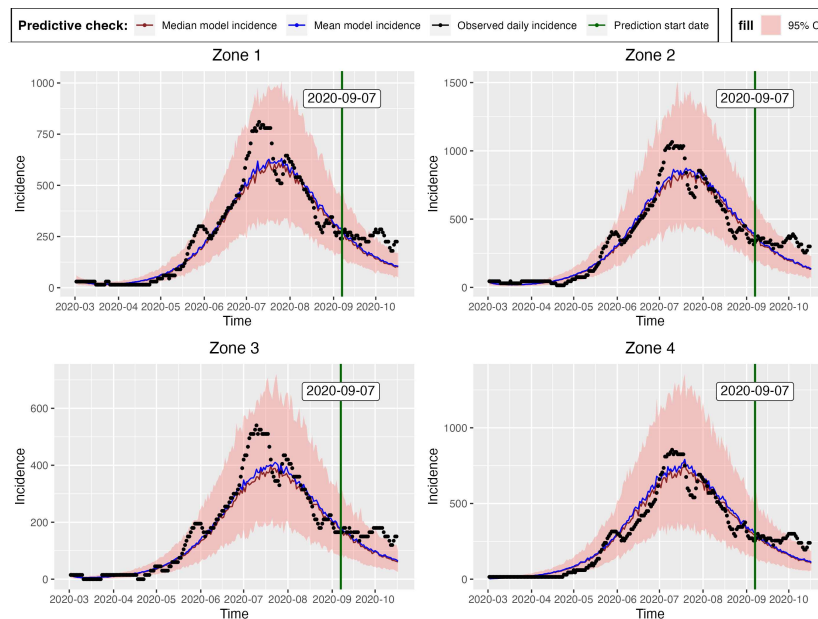 Predictive check: Median model incidence Mean model incidence Observed daily incidence Prediction start date fill 95% C
Zone 1 Zone 2
1000
750
500
250
0
Incidence
2020-09-07
2020-03 2020-04 2020-05 2020-06 2020-07 2020-08 2020-09 2020-10
Time
1500
1000
500
0
Incidence
2020-09-07
2020-03 2020-04 2020-05 2020-06 2020-07 2020-08 2020-09 2020-10
Time
Zone 3 Zone 4
600
400
200
0
Incidence
2020-09-07
2020-03 2020-04 2020-05 2020-06 2020-07 2020-08 2020-09 2020-10
Time
1000
500
0
Incidence
2020-09-07
2020-03 2020-04 2020-05 2020-06 2020-07 2020-08 2020-09 2020-10
Time